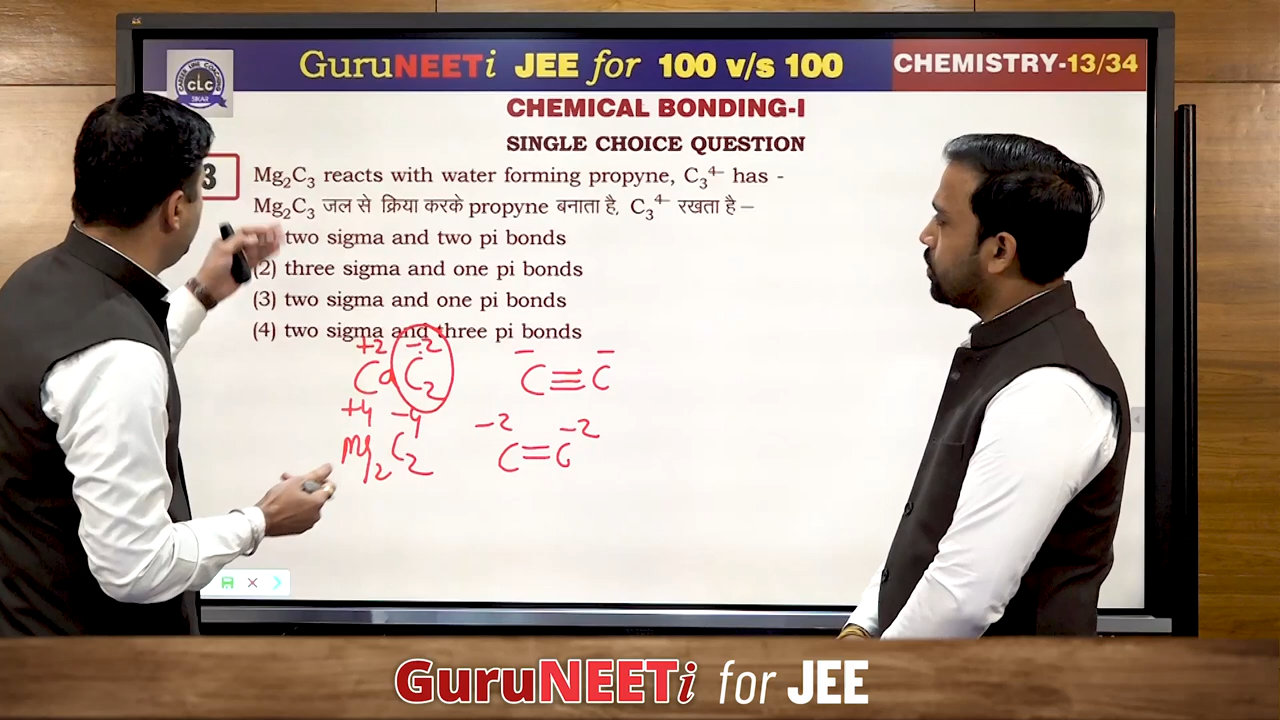 GuruNEETi JEE for 100 v/s 100
CHEMISTRY-13/34
CLC
SIKAR
CHEMICAL BONDING-I
SINGLE CHOICE QUESTION
3
Mg₂C₃ reacts with water forming propyne, C₃⁴⁻ has -
Mg₂C₃ जल से क्रिया करके propyne बनाता है, C₃⁴⁻ रखता है –
two sigma and two pi bonds
(2) three sigma and one pi bonds
(3) two sigma and one pi bonds
(4) two sigma and three pi bonds
+2 -2
CaC₂ ⁻C≡C⁻
+4 -4 -2 -2
Mg₂C₂ C=C
GuruNEETi for JEE